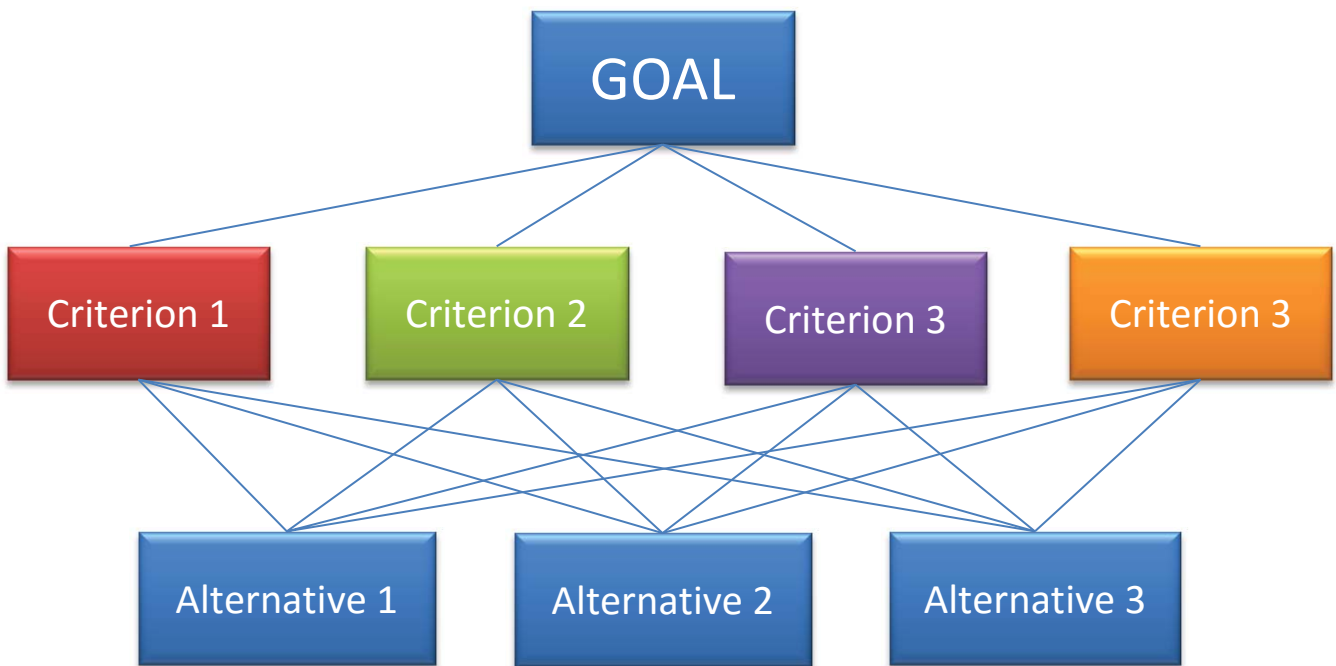 GOAL
Criterion 1
Criterion 2
Criterion 3
Criterion 3
Alternative 1
Alternative 2
Alternative 3